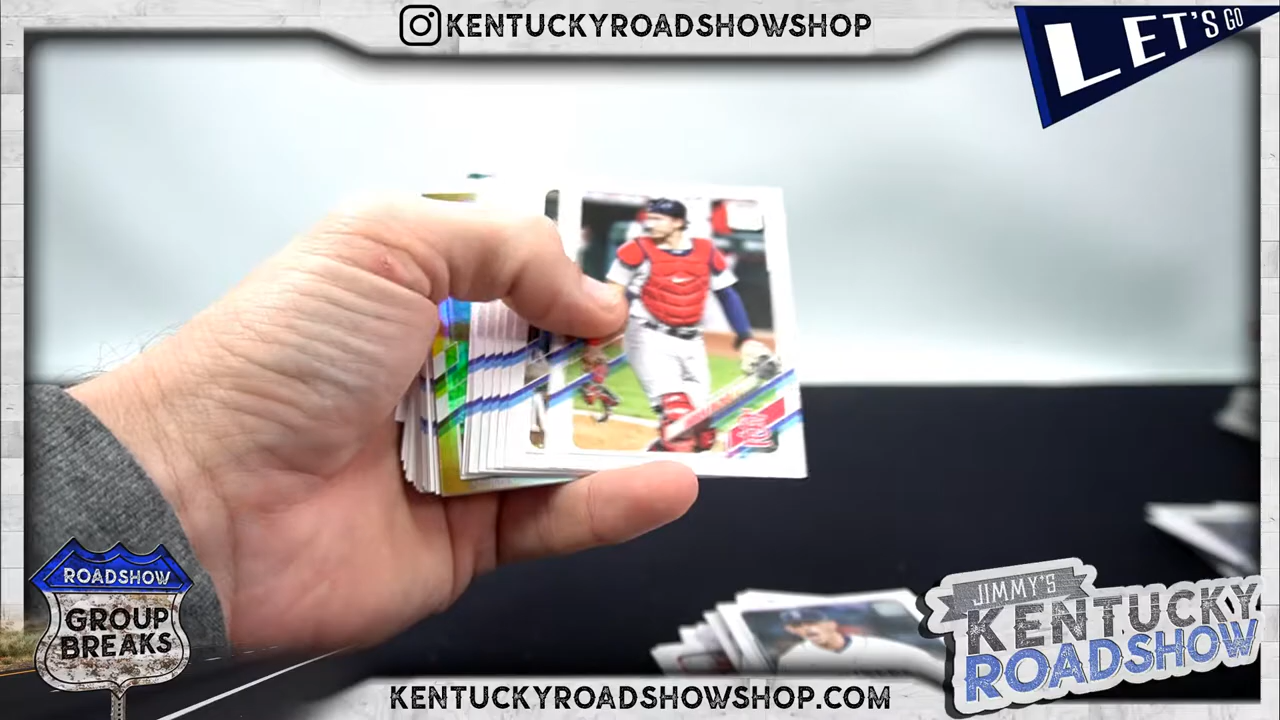 KENTUCKYROADSHOWSHOP
LET'S GO
ROADSHOW
GROUP
BREAKS
JIMMY'S
KENTUCKY
ROADSHOW
KENTUCKYROADSHOWSHOP.COM